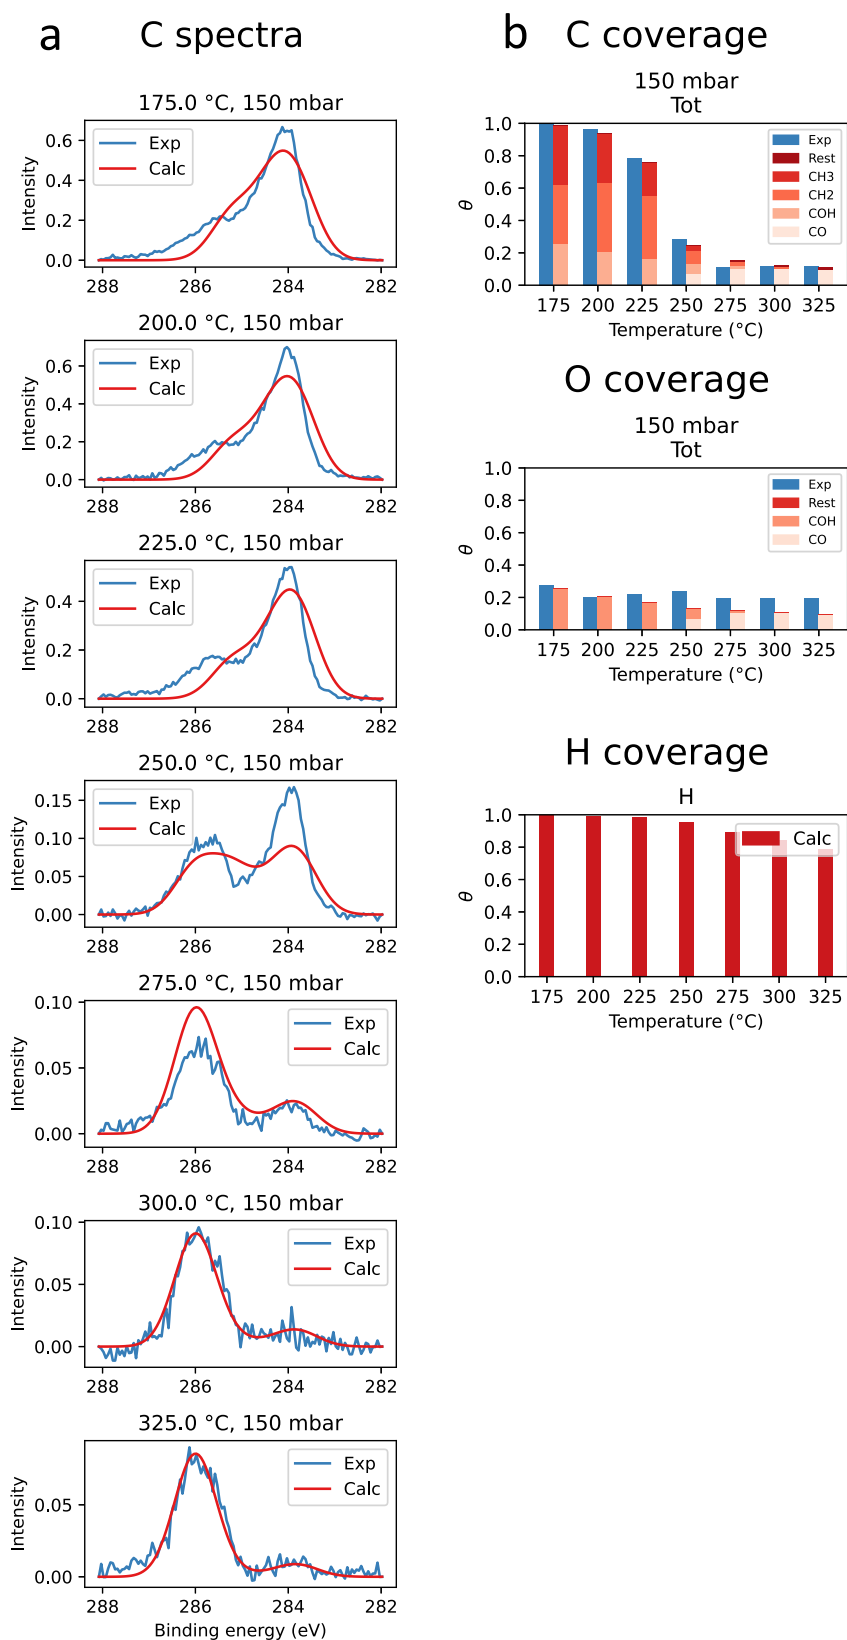 a C spectra
175.0 °C, 150 mbar
Intensity
0.6
0.4
0.2
0.0
Exp
Calc
288 286 284 282
200.0 °C, 150 mbar
Intensity
0.6
0.4
0.2
0.0
Exp
Calc
288 286 284 282
225.0 °C, 150 mbar
Intensity
0.4
0.2
0.0
Exp
Calc
288 286 284 282
250.0 °C, 150 mbar
Intensity
0.15
0.10
0.05
0.00
Exp
Calc
288 286 284 282
275.0 °C, 150 mbar
Intensity
0.10
0.05
0.00
Exp
Calc
288 286 284 282
300.0 °C, 150 mbar
Intensity
0.10
0.05
0.00
Exp
Calc
288 286 284 282
325.0 °C, 150 mbar
Intensity
0.05
0.00
Exp
Calc
288 286 284 282
Binding energy (eV)
b C coverage
150 mbar
Tot
θ
1.0
0.8
0.6
0.4
0.2
0.0
Exp
Rest
CH3
CH2
COH
CO
175 200 225 250 275 300 325
Temperature (°C)
O coverage
150 mbar
Tot
θ
1.0
0.8
0.6
0.4
0.2
0.0
Exp
Rest
COH
CO
175 200 225 250 275 300 325
Temperature (°C)
H coverage
H
θ
1.0
0.8
0.6
0.4
0.2
0.0
Calc
175 200 225 250 275 300 325
Temperature (°C)